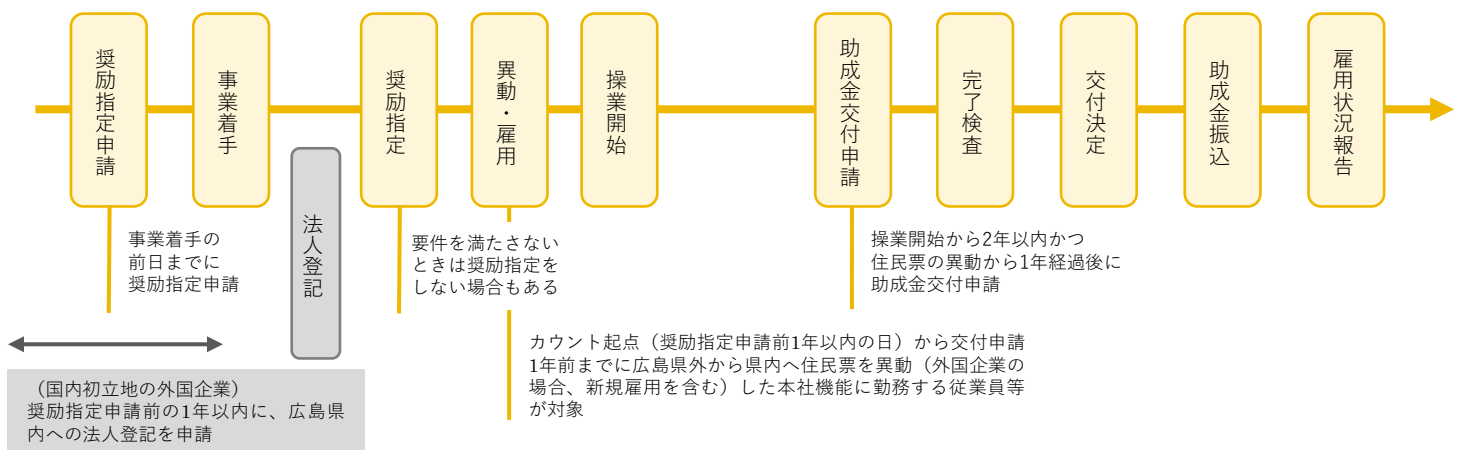 奨励指定申請
事業着手
法人登記
奨励指定
異動・雇用
操業開始
助成金交付申請
完了検査
交付決定
助成金振込
雇用状況報告
事業着手の
前日までに
奨励指定申請
要件を満たさない
ときは奨励指定を
しない場合もある
操業開始から2年以内かつ
住民票の異動から1年経過後に
助成金交付申請
カウント起点（奨励指定申請前1年以内の日）から交付申請
1年前までに広島県外から県内へ住民票を異動（外国企業の
場合、新規雇用を含む）した本社機能に勤務する従業員等
が対象
（国内初立地の外国企業）
奨励指定申請前の1年以内に、広島県
内への法人登記を申請